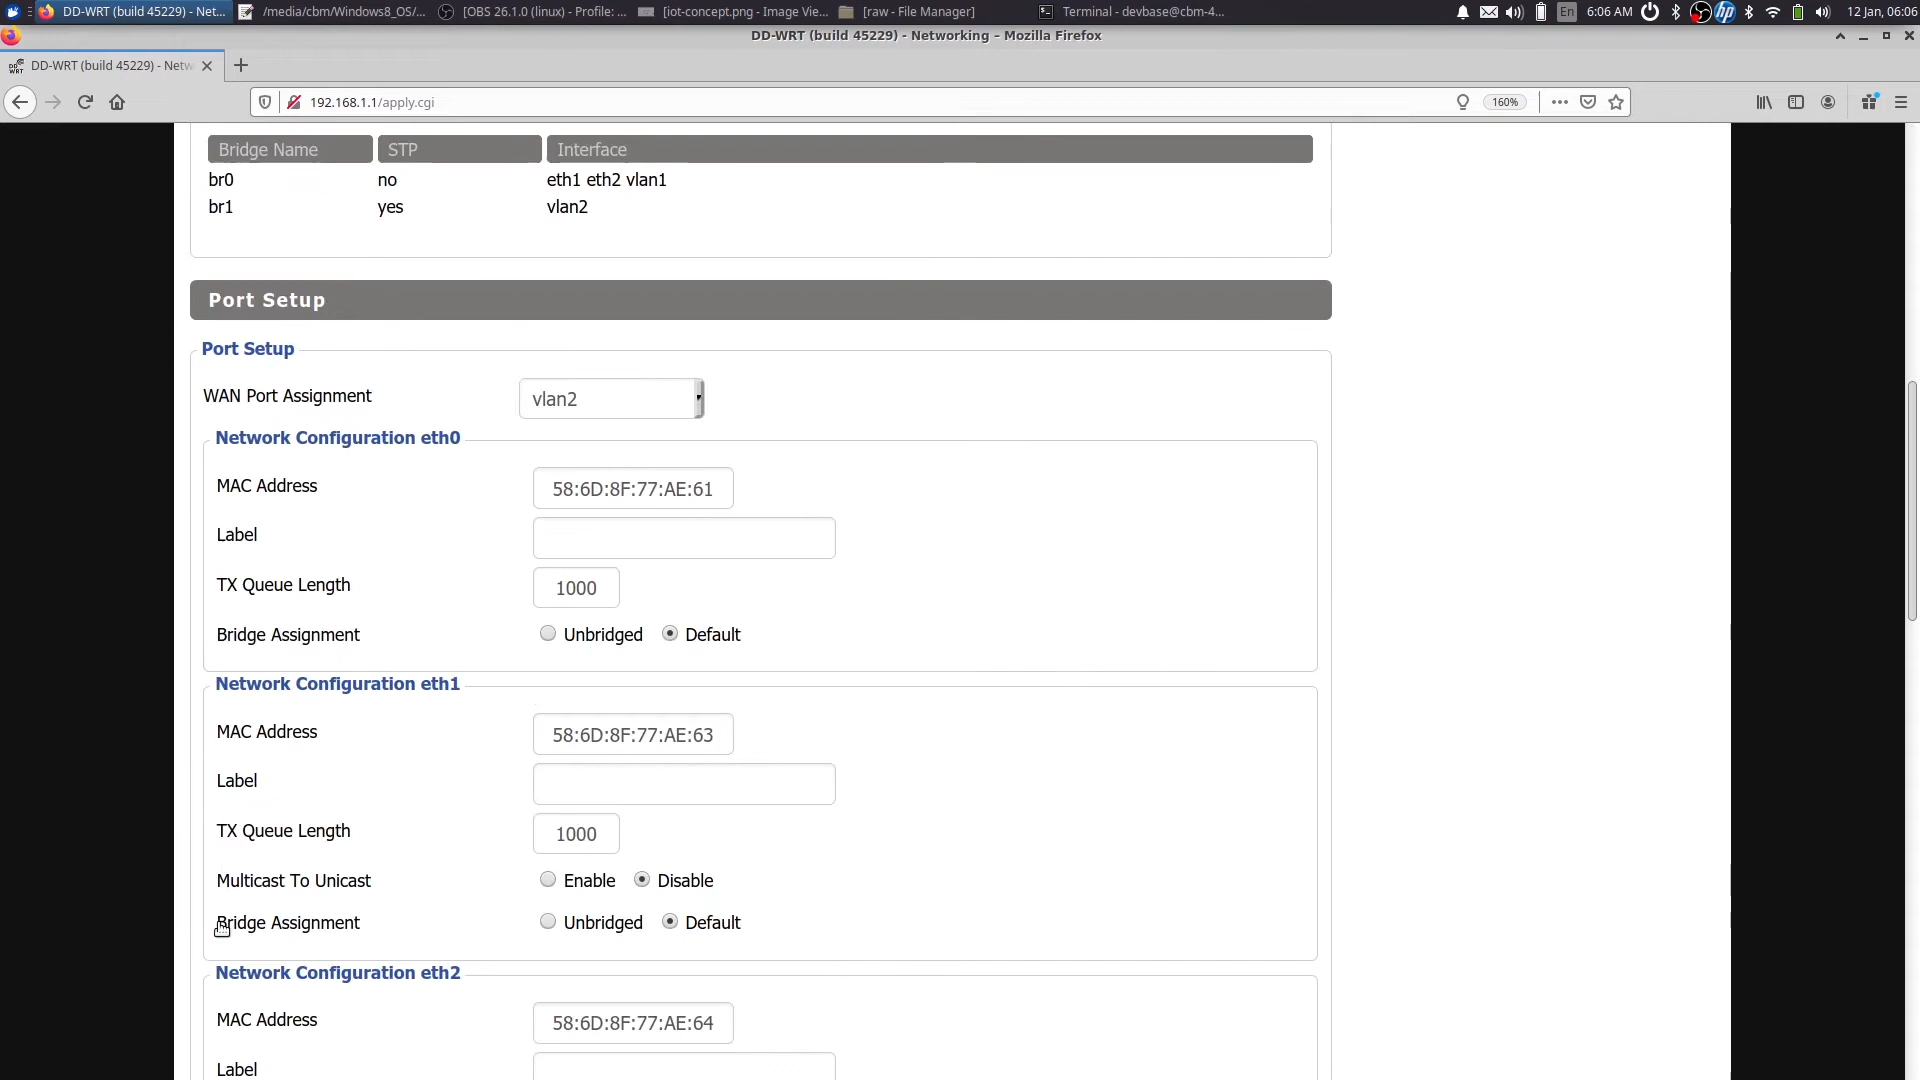 DD-WRT (build 45229) - Net...
/media/cbm/Windows8_OS/...
[OBS 26.1.0 (linux) - Profile: ...
[iot-concept.png - Image Vie...
[raw - File Manager]
Terminal - devbase@cbm-4...
En
6:06 AM
hp
12 Jan, 06:06
DD-WRT (build 45229) - Networking - Mozilla Firefox
DD-WRT (build 45229) - Netw
192.168.1.1/apply.cgi
160%
Bridge Name STP Interface
br0 no eth1 eth2 vlan1
br1 yes vlan2
Port Setup
Port Setup
WAN Port Assignment vlan2
Network Configuration eth0
MAC Address 58:6D:8F:77:AE:61
Label
TX Queue Length 1000
Bridge Assignment Unbridged Default
Network Configuration eth1
MAC Address 58:6D:8F:77:AE:63
Label
TX Queue Length 1000
Multicast To Unicast Enable Disable
Bridge Assignment Unbridged Default
Network Configuration eth2
MAC Address 58:6D:8F:77:AE:64
Label